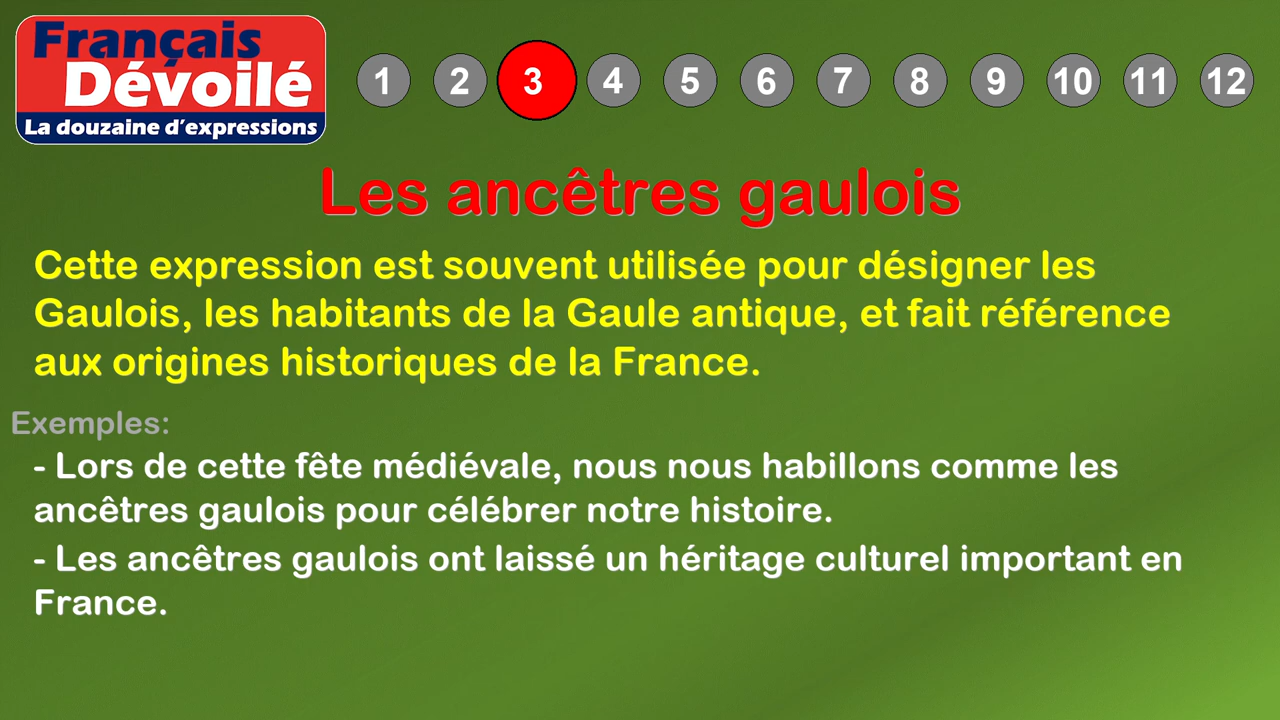 Français
Dévoilé
La douzaine d'expressions
1 2 3 4 5 6 7 8 9 10 11 12
Les ancêtres gaulois
Cette expression est souvent utilisée pour désigner les
Gaulois, les habitants de la Gaule antique, et fait référence
aux origines historiques de la France.
Exemples:
- Lors de cette fête médiévale, nous nous habillons comme les
ancêtres gaulois pour célébrer notre histoire.
- Les ancêtres gaulois ont laissé un héritage culturel important en
France.